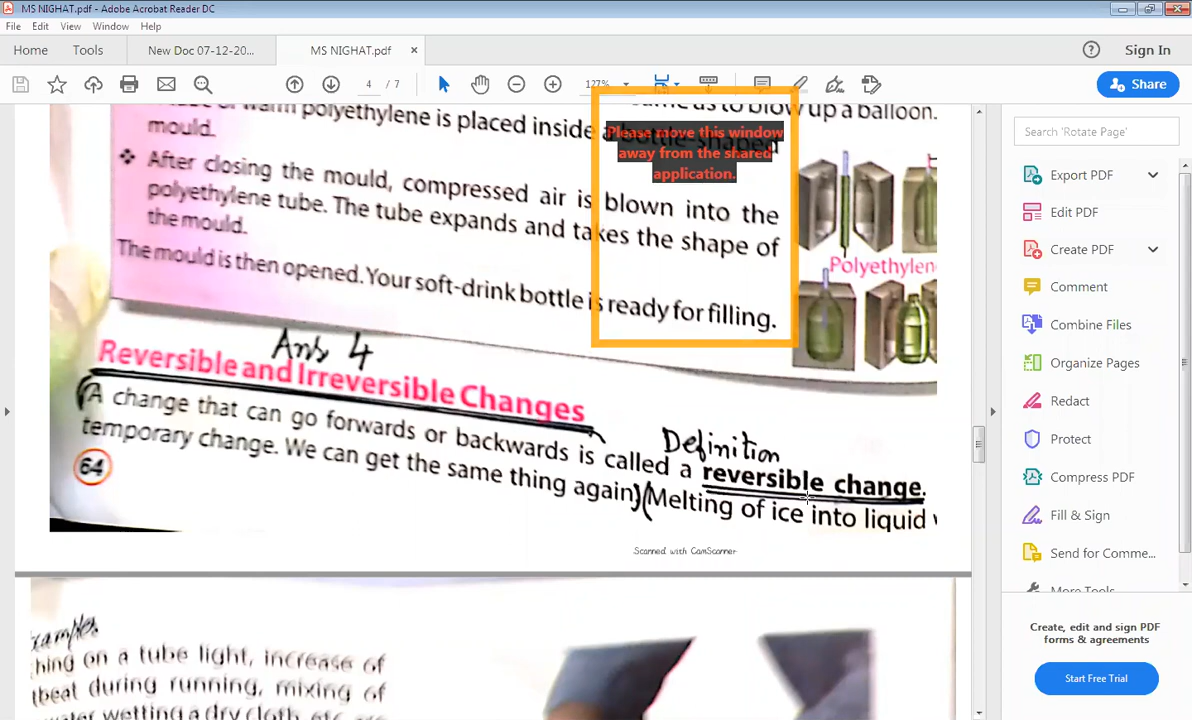 MS NIGHAT.pdf - Adobe Acrobat Reader DC
File Edit View Window Help
Home Tools New Doc 07-12-20... MS NIGHAT.pdf × Sign In
4 / 7 127% Share
warm polyethylene is placed inside a bottle-shaped
mould.
❖ After closing the mould, compressed air is blown into the
polyethylene tube. The tube expands and takes the shape of
the mould.
The mould is then opened. Your soft-drink bottle is ready for filling.
as to blow up a balloon.
Please move this window
away from the shared
application.
Polyethylen
Ans 4
Reversible and Irreversible Changes
Definition
(A change that can go forwards or backwards is called a reversible change.
temporary change. We can get the same thing again)(Melting of ice into liquid
64
Scanned with CamScanner
hing on a tube light, increase of
tbeat during running, mixing of
water wetting a dry cloth, etc. are
Search 'Rotate Page'
Export PDF
Edit PDF
Create PDF
Comment
Combine Files
Organize Pages
Redact
Protect
Compress PDF
Fill & Sign
Send for Comme...
More Tools
Create, edit and sign PDF
forms & agreements
Start Free Trial